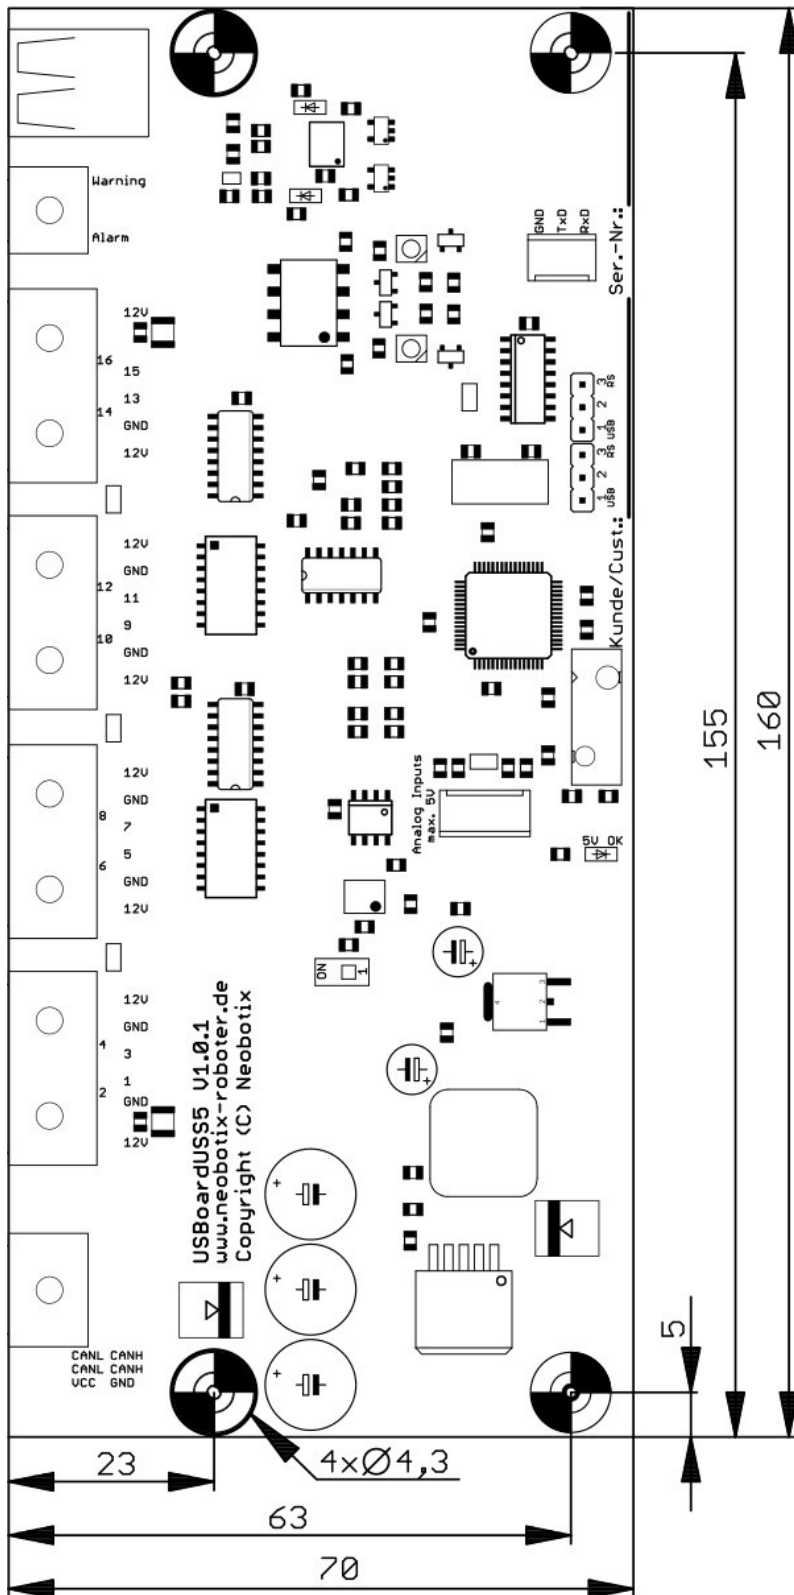 Warning
Alarm
GND
TxD
RxD
Ser.-Nr.:
12V
16
15
13
14
GND
12V
3 RS
2
1 USB
3 RS
2
1 USB
Kunde/Cust.:
12V
GND
12
11
9
10
GND
12V
12V
GND
8
7
5
6
GND
12V
Analog Inputs
max. 5V
5V OK
ON
1
3
2
1
4
12V
GND
4
3
1
2
GND
12V
USBoardUSS5 V1.0.1
www.neobotix-roboter.de
Copyright (C) Neobotix
+
+
+
+
+
CANL CANH
CANL CANH
VCC GND
155
160
5
23
4xØ4,3
63
70